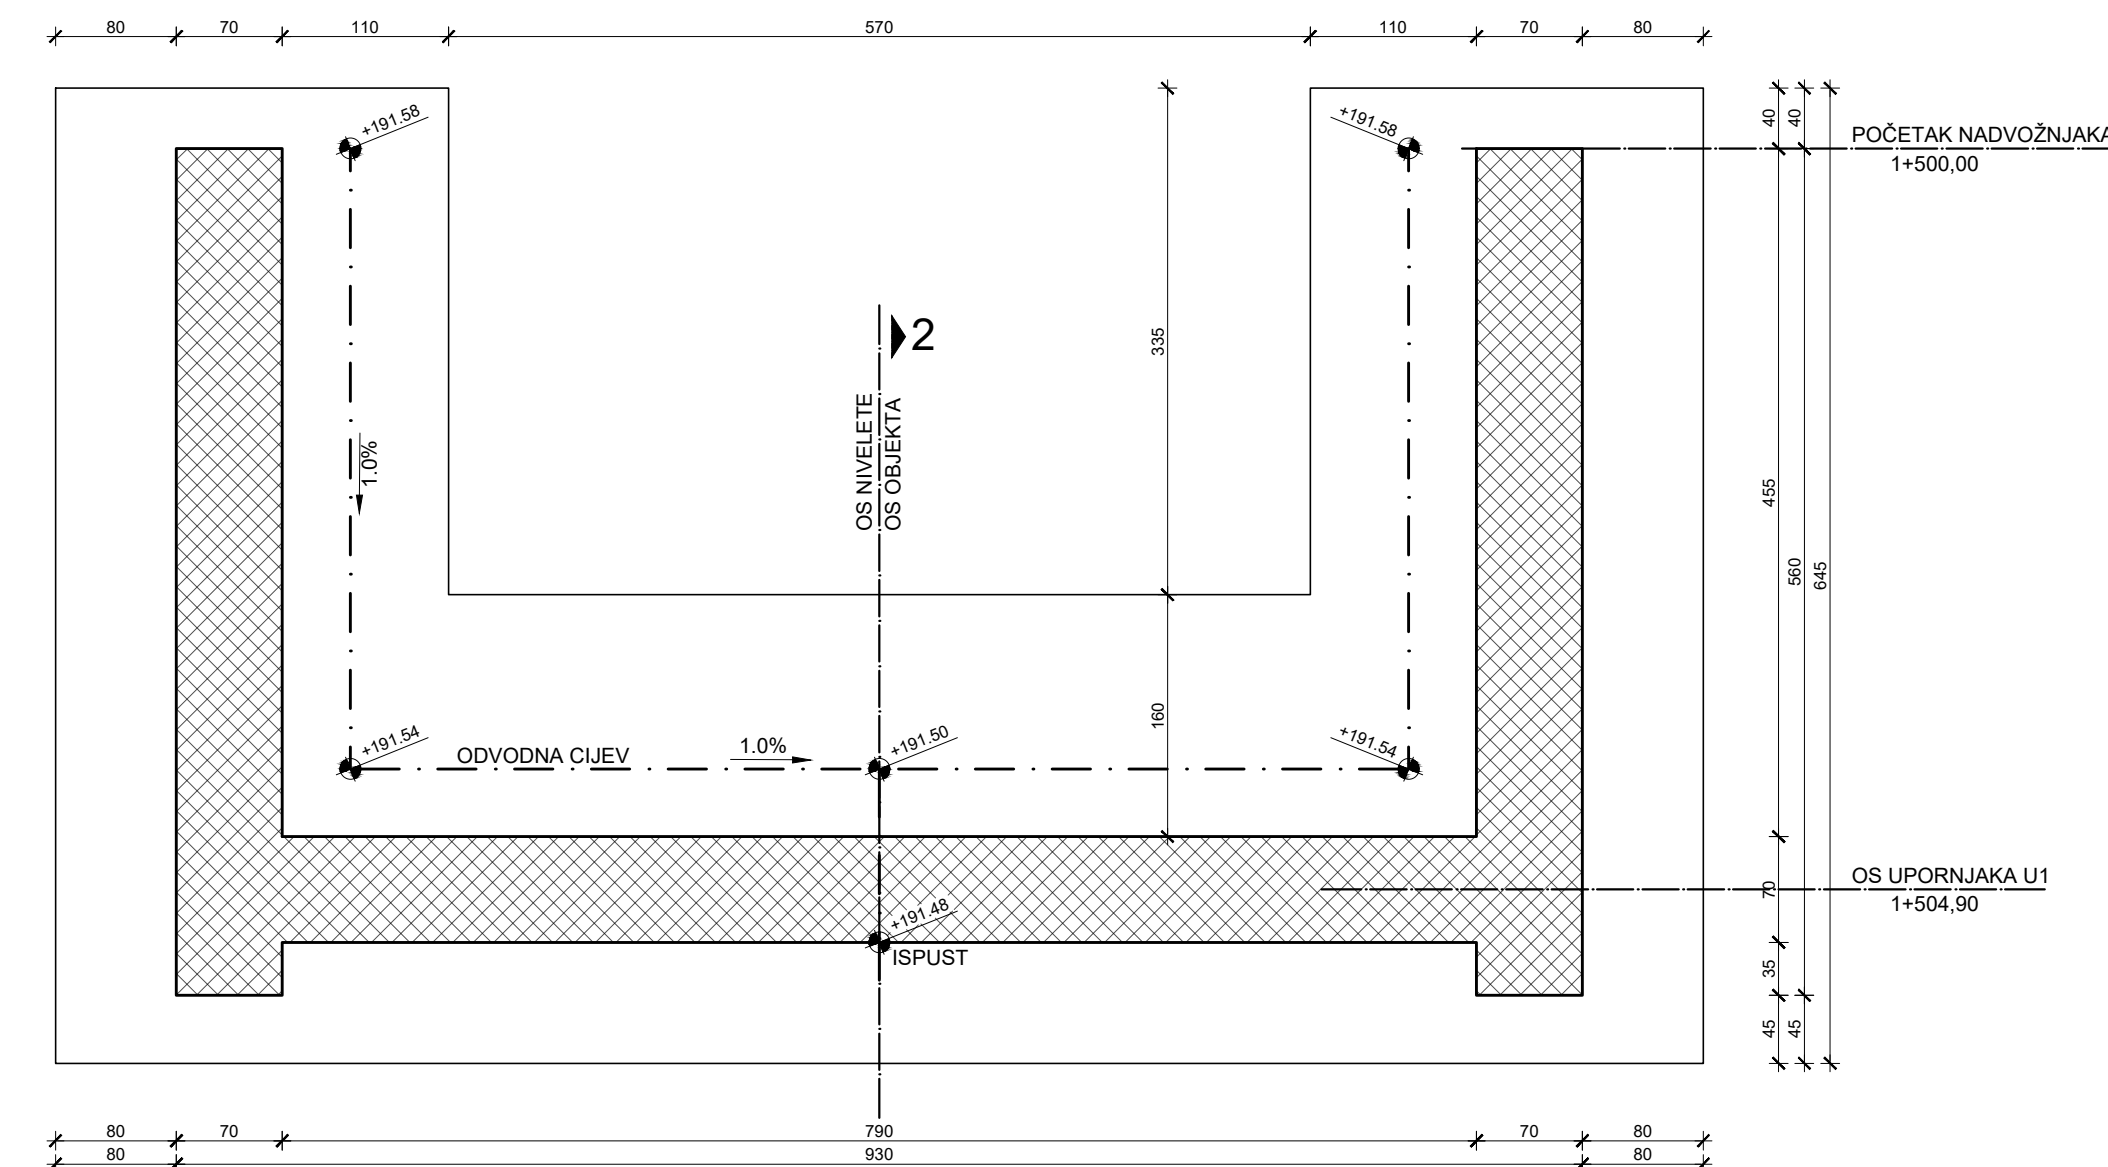 80 70 110 570 110 70 80
+191.58
+191.58
40
40
POČETAK NADVOŽNJAKA
1+500,00
2
335
OS NIVELETE
OS OBJEKTA
1.0%
455
560
645
160
+191.54
ODVODNA CIJEV
1.0%
+191.50
+191.54
70
OS UPORNJAKA U1
1+504,90
+191.48
ISPUST
35
45
45
80 70 790 70 80
80 930 80